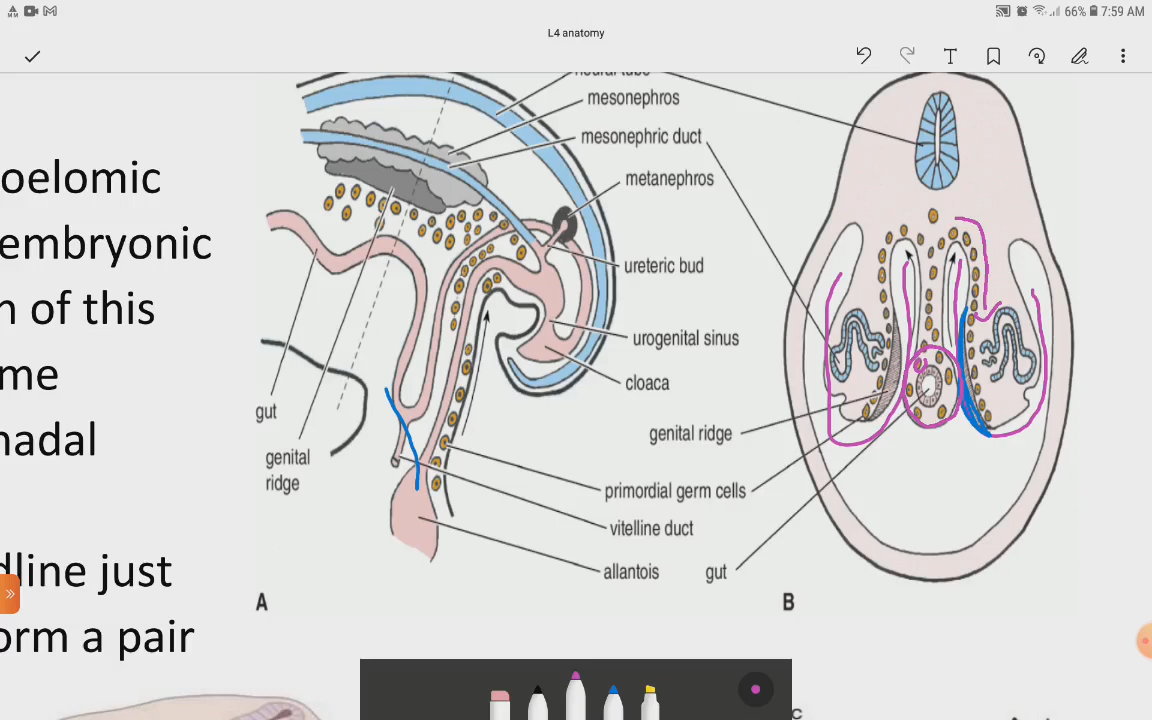 66% 7:59 AM
L4 anatomy
neural tube
mesonephros
mesonephric duct
metanephros
ureteric bud
urogenital sinus
cloaca
genital ridge
primordial germ cells
vitelline duct
allantois
gut
gut
genital
ridge
A
B
oelomic
embryonic
n of this
me
nadal
dline just
orm a pair